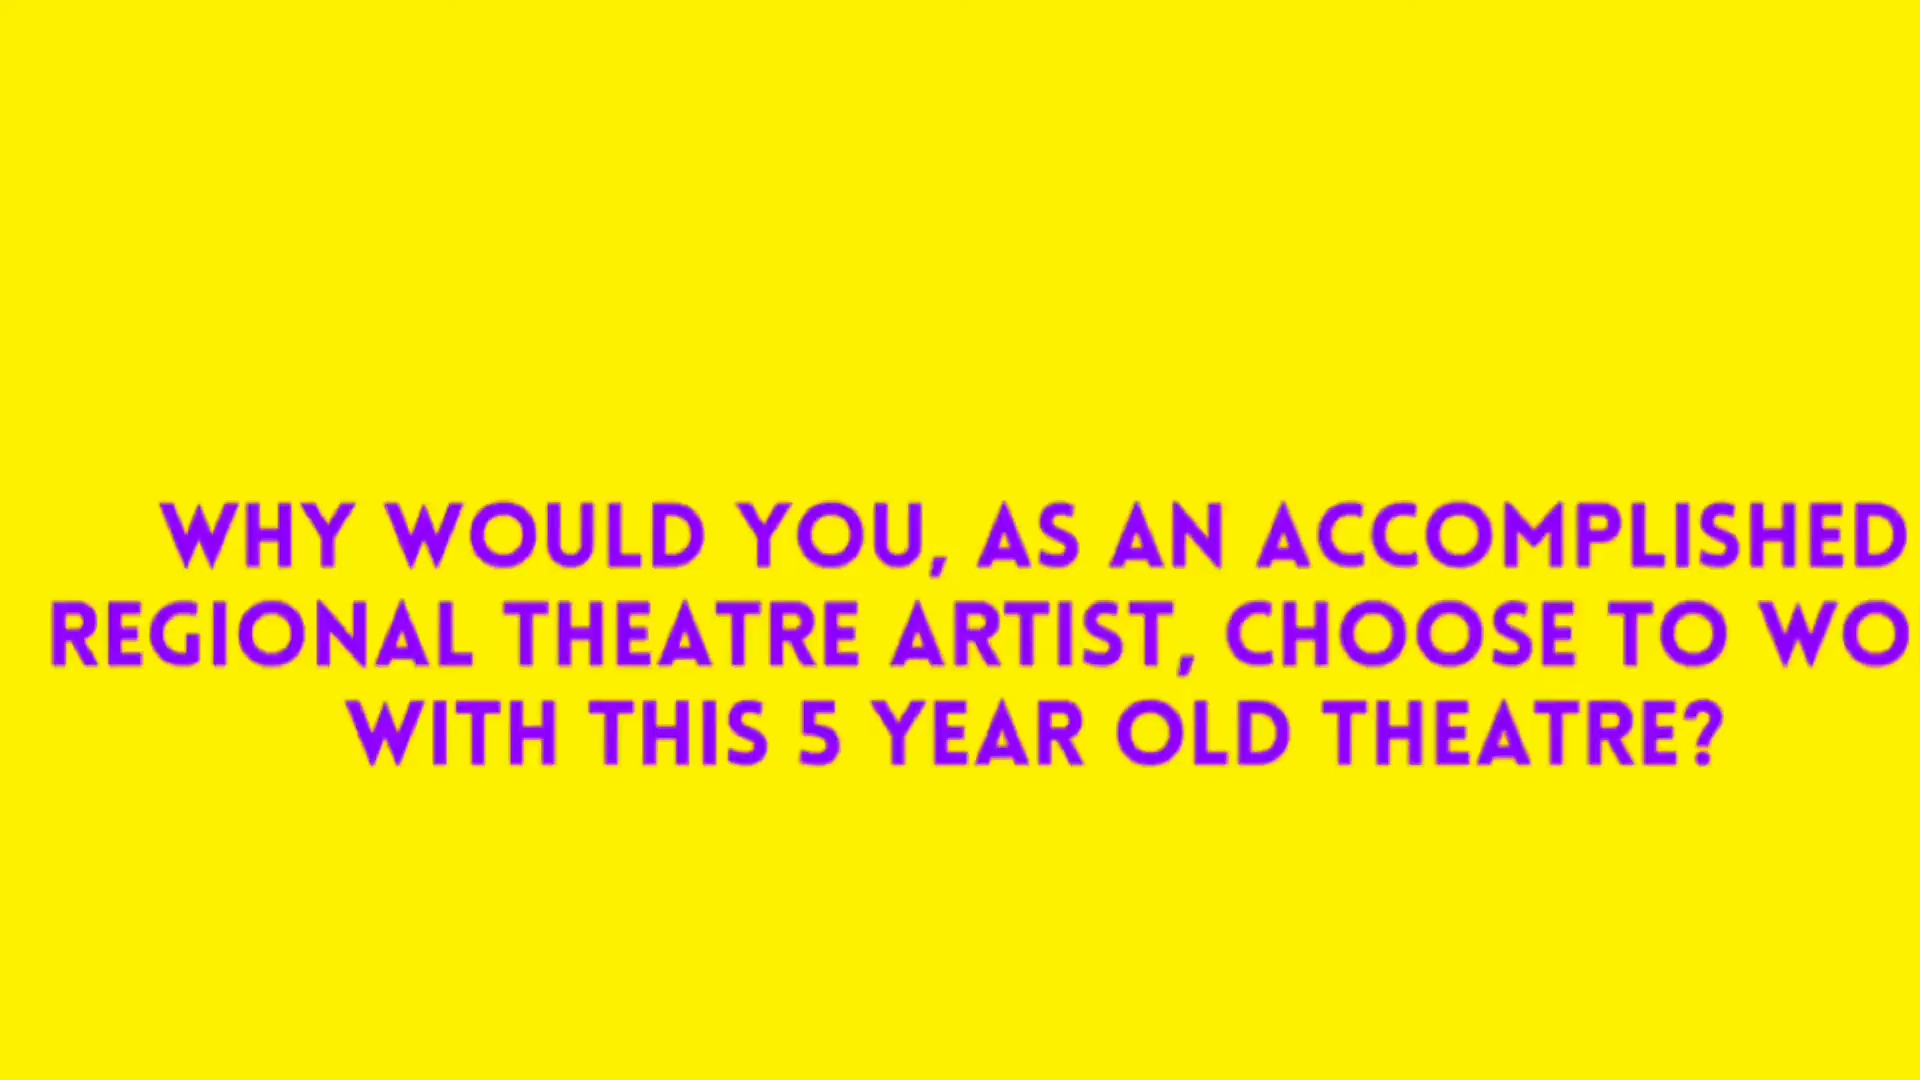 WHY WOULD YOU, AS AN ACCOMPLISHED
REGIONAL THEATRE ARTIST, CHOOSE TO WO
WITH THIS 5 YEAR OLD THEATRE?